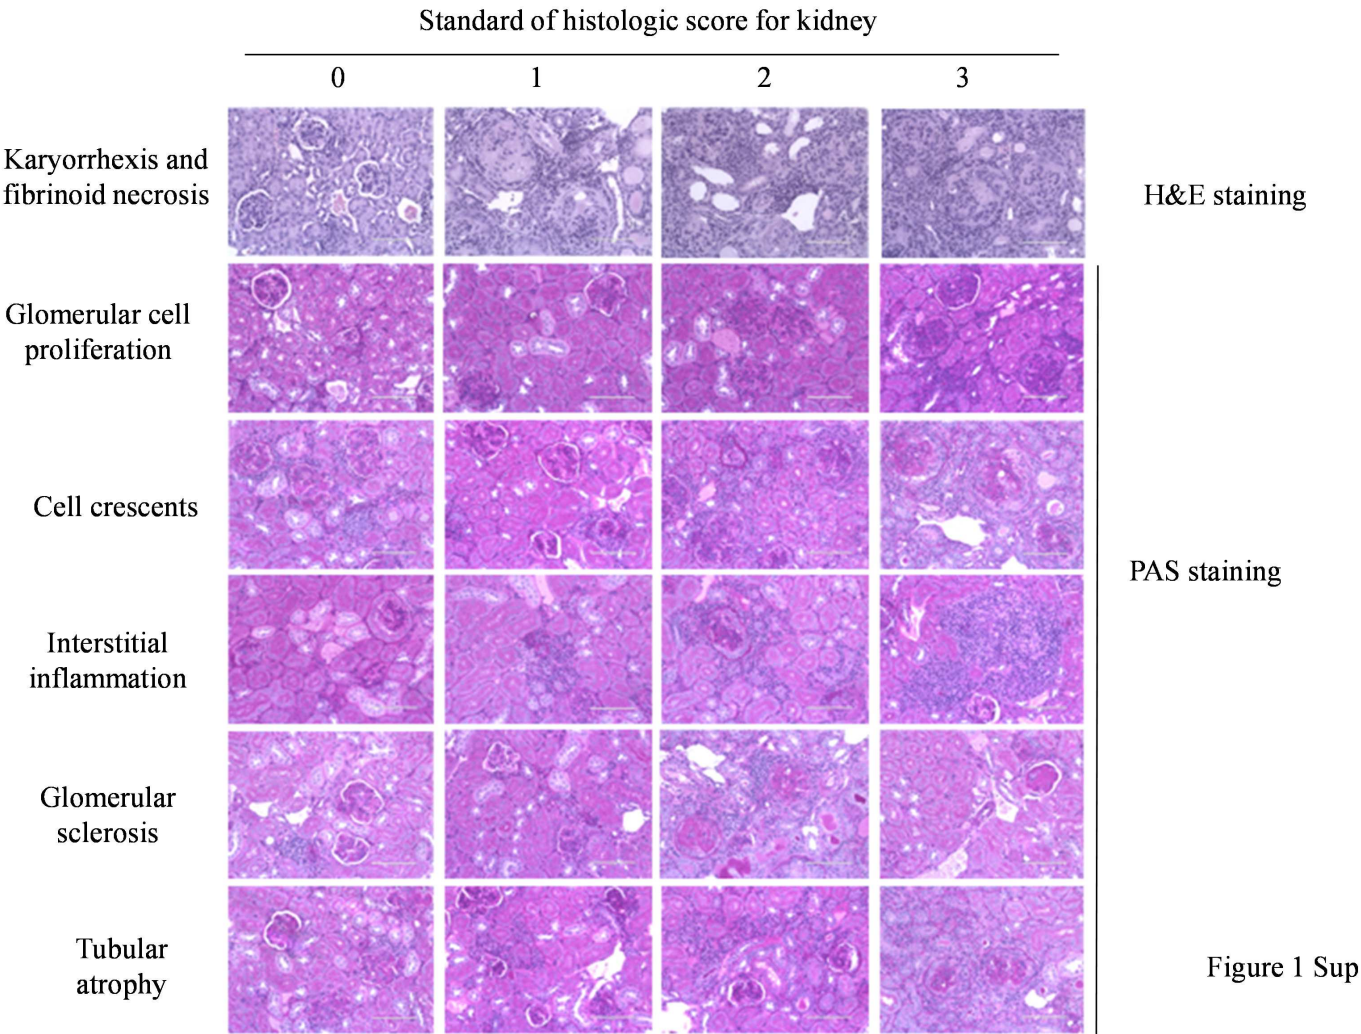 Standard of histologic score for kidney
0 1 2 3
Karyorrhexis and
fibrinoid necrosis
H&E staining
Glomerular cell
proliferation
Cell crescents
PAS staining
Interstitial
inflammation
Glomerular
sclerosis
Tubular
atrophy
Figure 1 Sup